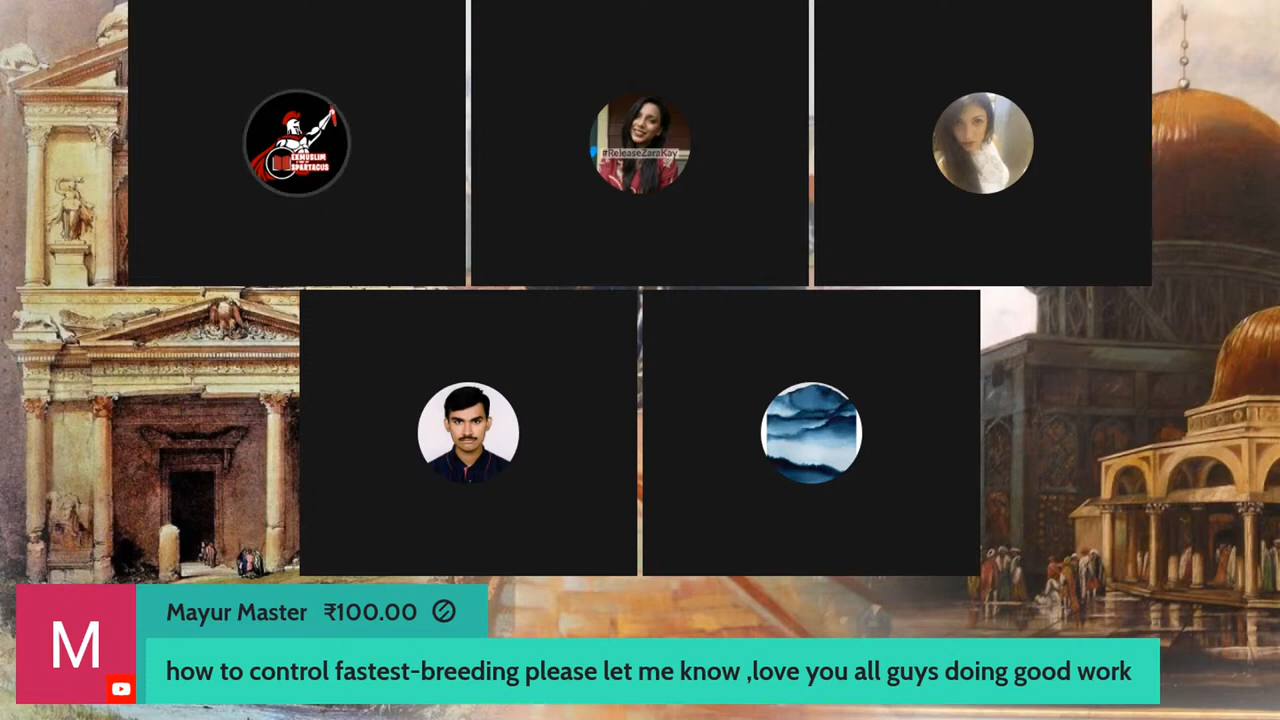 EXMUSLIM
SPARTACUS
#ReleaseZaraKay
M
Mayur Master ₹100.00
how to control fastest-breeding please let me know ,love you all guys doing good work